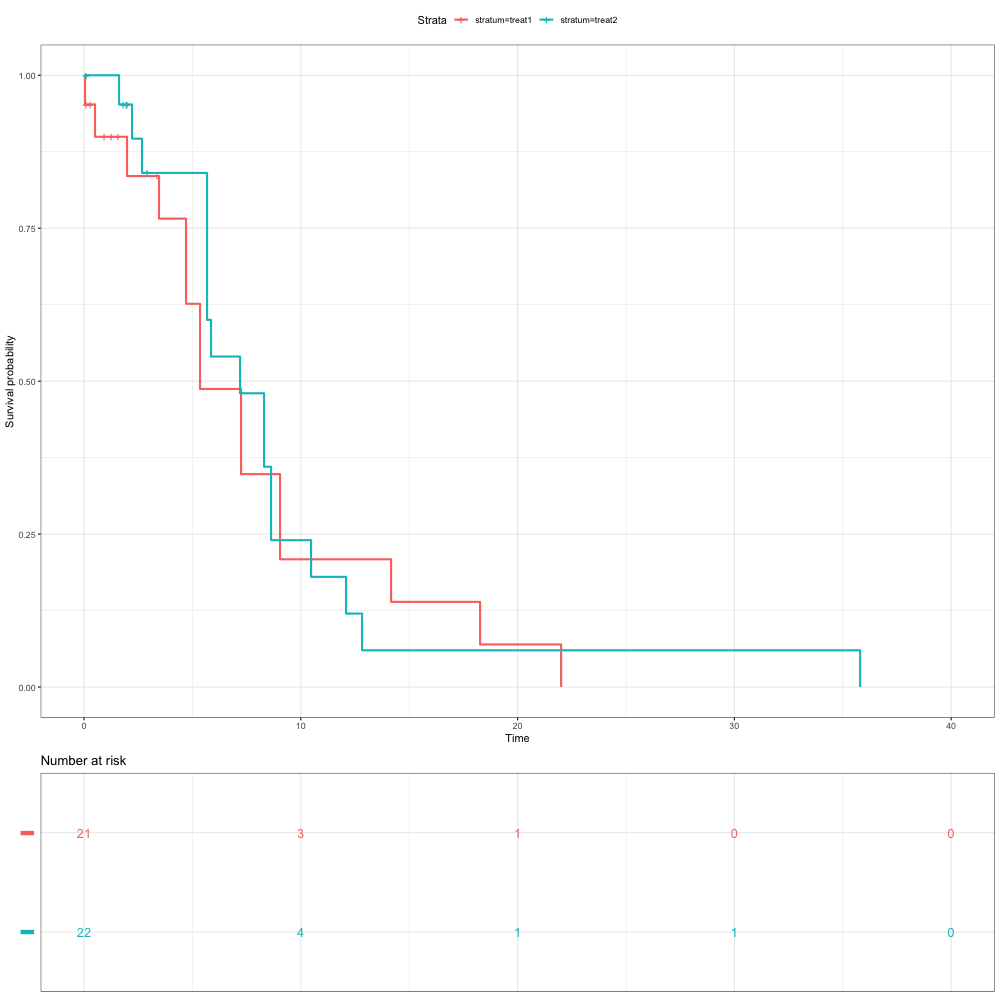 Strata stratum=treat1 stratum=treat2
1.00
0.75
0.50
0.25
0.00
Survival probability
0 10 20 30 40
Time
Number at risk
21 3 1 0 0
22 4 1 1 0